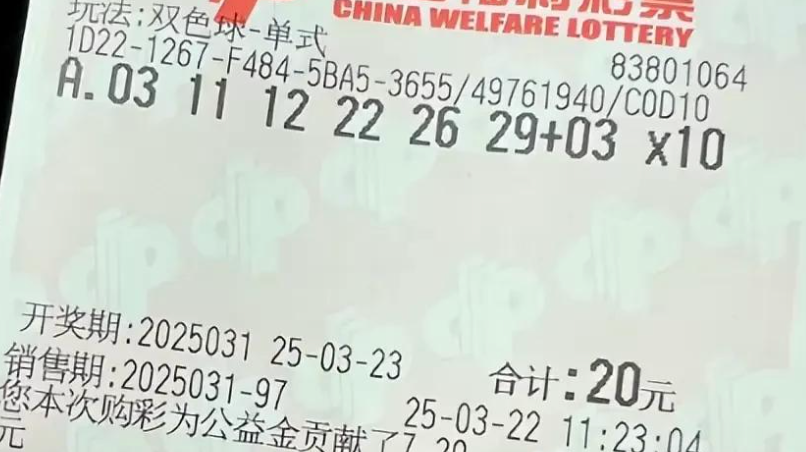 CHINA WELFARE LOTTERY
玩法:双色球-单式
83801064
1D22-1267-F484-5BA5-3655/49761940/C0D10
A.03 11 12 22 26 29+03 x10
开奖期:2025031 25-03-23
合计:20元
销售期:2025031-97
25-03-22 11:23:04
您本次购彩为公益金贡献了7.20
元